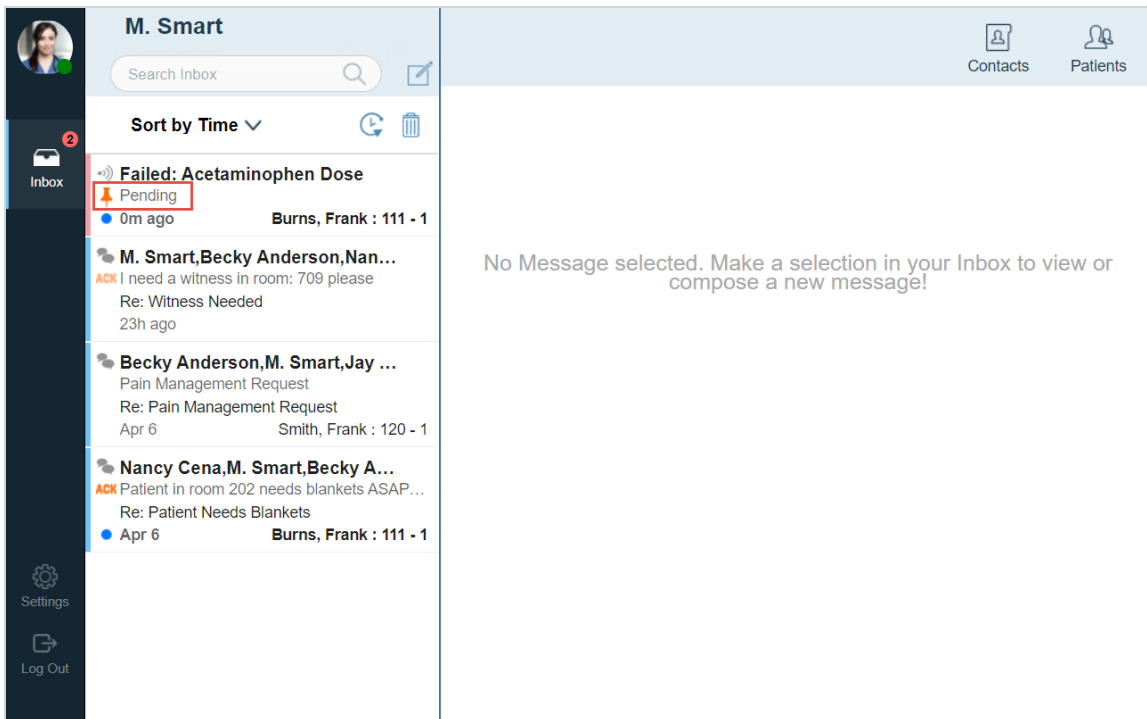 M. Smart
Search Inbox
Contacts
Patients
Sort by Time
2
Inbox
Failed: Acetaminophen Dose
Pending
0m ago Burns, Frank : 111 - 1
M. Smart,Becky Anderson,Nan...
ACK I need a witness in room: 709 please
Re: Witness Needed
23h ago
Becky Anderson,M. Smart,Jay ...
Pain Management Request
Re: Pain Management Request
Apr 6 Smith, Frank : 120 - 1
Nancy Cena,M. Smart,Becky A...
ACK Patient in room 202 needs blankets ASAP...
Re: Patient Needs Blankets
Apr 6 Burns, Frank : 111 - 1
No Message selected. Make a selection in your Inbox to view or
compose a new message!
Settings
Log Out